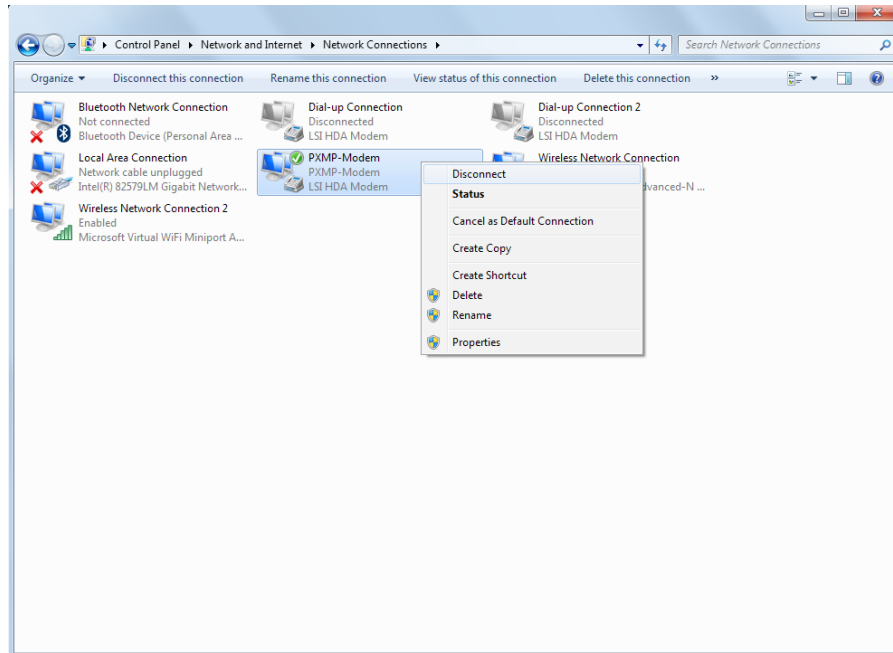 Control Panel Network and Internet Network Connections Search Network Connections
Organize Disconnect this connection Rename this connection View status of this connection Delete this connection »
Bluetooth Network Connection
Not connected
Bluetooth Device (Personal Area ...
Dial-up Connection
Disconnected
LSI HDA Modem
Dial-up Connection 2
Disconnected
LSI HDA Modem
Local Area Connection
Network cable unplugged
Intel(R) 82579LM Gigabit Network...
PXMP-Modem
PXMP-Modem
LSI HDA Modem
Wireless Network Connection
dvanced-N ...
Wireless Network Connection 2
Enabled
Microsoft Virtual WiFi Miniport A...
Disconnect
Status
Cancel as Default Connection
Create Copy
Create Shortcut
Delete
Rename
Properties